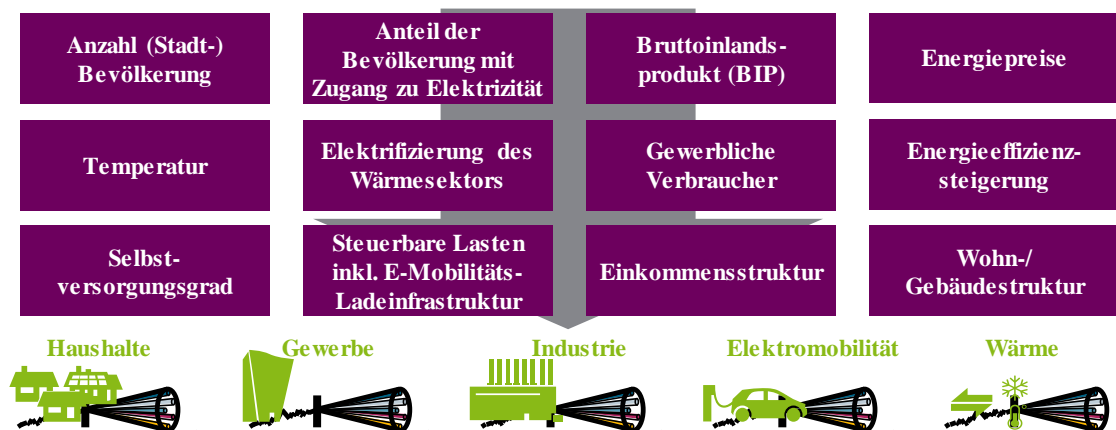 Anzahl (Stadt-)
Bevölkerung
Anteil der
Bevölkerung mit
Zugang zu Elektrizität
Bruttoinlands-
produkt (BIP)
Energiepreise
Temperatur
Elektrifizierung des
Wärmesektors
Gewerbliche
Verbraucher
Energieeffizienz-
steigerung
Selbst-
versorgungsgrad
Steuerbare Lasten
inkl. E-Mobilitäts-
Ladeinfrastruktur
Einkommensstruktur
Wohn-/
Gebäudestruktur
Haushalte
Gewerbe
Industrie
Elektromobilität
Wärme